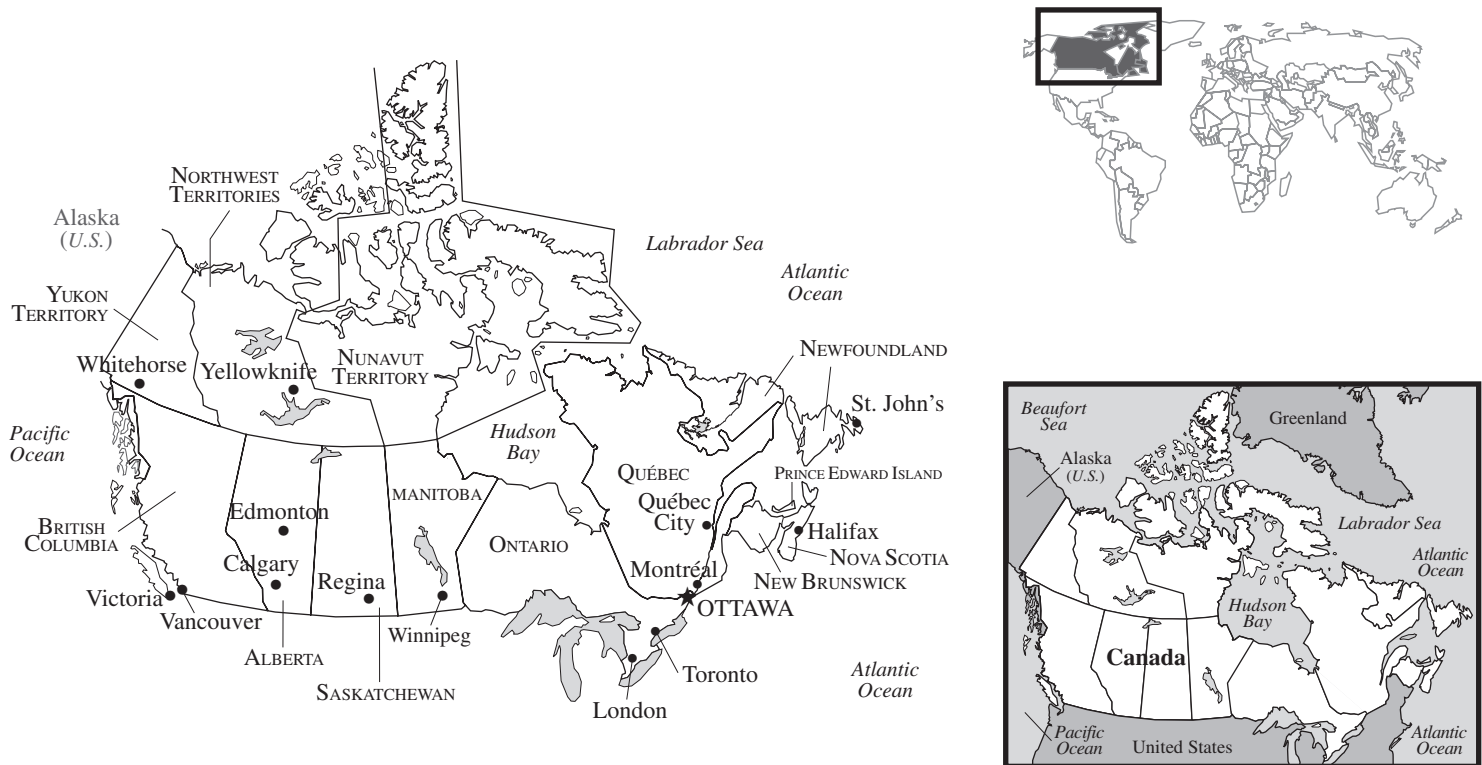 NORTHWEST
TERRITORIES
Alaska
(U.S.)
Labrador Sea
Atlantic
Ocean
YUKON
TERRITORY
NEWFOUNDLAND
Whitehorse
Yellowknife
NUNAVUT
TERRITORY
St. John's
Pacific
Ocean
Hudson
Bay
QUÉBEC
PRINCE EDWARD ISLAND
MANITOBA
Québec
City
Edmonton
BRITISH
COLUMBIA
ONTARIO
Halifax
NOVA SCOTIA
Calgary
Montréal
NEW BRUNSWICK
Regina
Victoria
OTTAWA
Vancouver
Winnipeg
ALBERTA
Toronto
Atlantic
Ocean
SASKATCHEWAN
London
Beaufort
Sea
Greenland
Alaska
(U.S.)
Labrador Sea
Atlantic
Ocean
Hudson
Bay
Canada
Pacific
Ocean
United States
Atlantic
Ocean